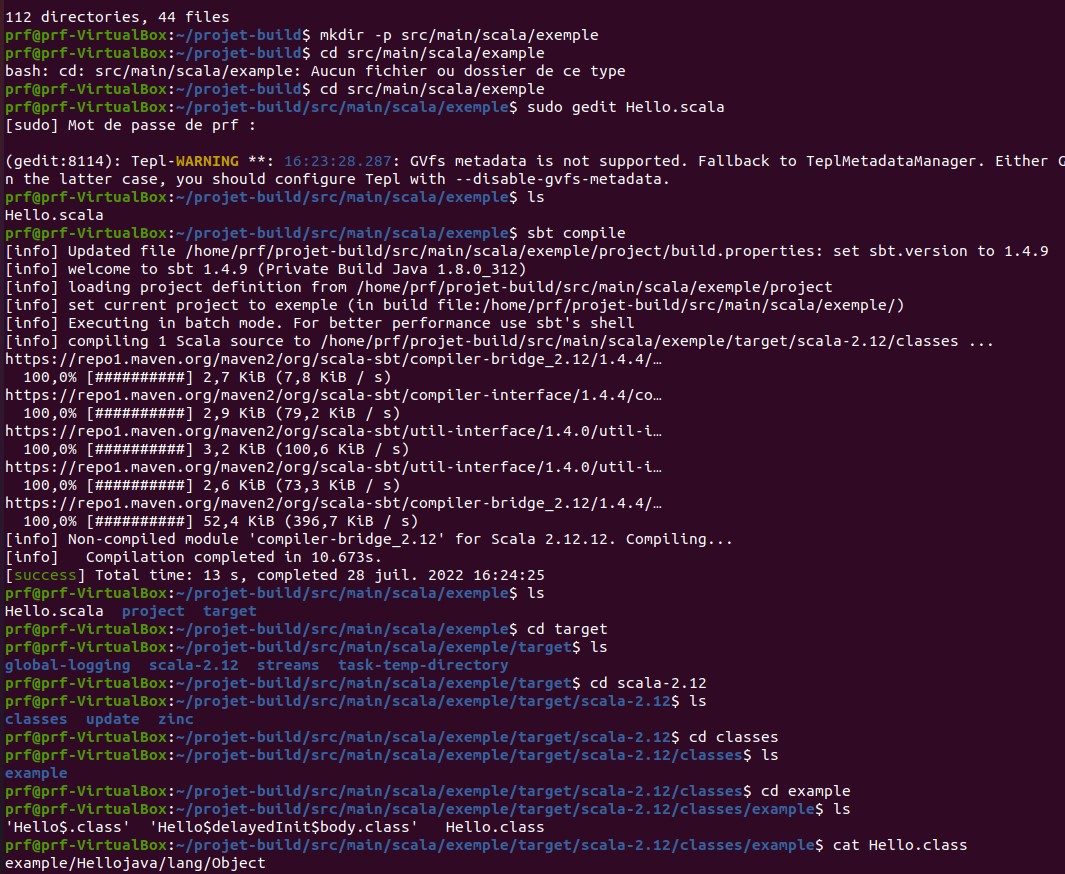 112 directories, 44 files
prf@prf-VirtualBox:~/projet-build$ mkdir -p src/main/scala/exemple
prf@prf-VirtualBox:~/projet-build$ cd src/main/scala/example
bash: cd: src/main/scala/example: Aucun fichier ou dossier de ce type
prf@prf-VirtualBox:~/projet-build$ cd src/main/scala/exemple
prf@prf-VirtualBox:~/projet-build/src/main/scala/exemple$ sudo gedit Hello.scala
[sudo] Mot de passe de prf :
(gedit:8114): Tepl-WARNING **: 16:23:28.287: GVfs metadata is not supported. Fallback to TeplMetadataManager. Either G
n the latter case, you should configure Tepl with --disable-gvfs-metadata.
prf@prf-VirtualBox:~/projet-build/src/main/scala/exemple$ ls
Hello.scala
prf@prf-VirtualBox:~/projet-build/src/main/scala/exemple$ sbt compile
[info] Updated file /home/prf/projet-build/src/main/scala/exemple/project/build.properties: set sbt.version to 1.4.9
[info] welcome to sbt 1.4.9 (Private Build Java 1.8.0_312)
[info] loading project definition from /home/prf/projet-build/src/main/scala/exemple/project
[info] set current project to exemple (in build file:/home/prf/projet-build/src/main/scala/exemple/)
[info] Executing in batch mode. For better performance use sbt's shell
[info] compiling 1 Scala source to /home/prf/projet-build/src/main/scala/exemple/target/scala-2.12/classes ...
https://repo1.maven.org/maven2/org/scala-sbt/compiler-bridge_2.12/1.4.4/…
100,0% [##########] 2,7 KiB (7,8 KiB / s)
https://repo1.maven.org/maven2/org/scala-sbt/compiler-interface/1.4.4/co…
100,0% [##########] 2,9 KiB (79,2 KiB / s)
https://repo1.maven.org/maven2/org/scala-sbt/util-interface/1.4.0/util-i…
100,0% [##########] 3,2 KiB (100,6 KiB / s)
https://repo1.maven.org/maven2/org/scala-sbt/util-interface/1.4.0/util-i…
100,0% [##########] 2,6 KiB (73,3 KiB / s)
https://repo1.maven.org/maven2/org/scala-sbt/compiler-bridge_2.12/1.4.4/…
100,0% [##########] 52,4 KiB (396,7 KiB / s)
[info] Non-compiled module 'compiler-bridge_2.12' for Scala 2.12.12. Compiling...
[info]   Compilation completed in 10.673s.
[success] Total time: 13 s, completed 28 juil. 2022 16:24:25
prf@prf-VirtualBox:~/projet-build/src/main/scala/exemple$ ls
Hello.scala  project  target
prf@prf-VirtualBox:~/projet-build/src/main/scala/exemple$ cd target
prf@prf-VirtualBox:~/projet-build/src/main/scala/exemple/target$ ls
global-logging  scala-2.12  streams  task-temp-directory
prf@prf-VirtualBox:~/projet-build/src/main/scala/exemple/target$ cd scala-2.12
prf@prf-VirtualBox:~/projet-build/src/main/scala/exemple/target/scala-2.12$ ls
classes  update  zinc
prf@prf-VirtualBox:~/projet-build/src/main/scala/exemple/target/scala-2.12$ cd classes
prf@prf-VirtualBox:~/projet-build/src/main/scala/exemple/target/scala-2.12/classes$ ls
example
prf@prf-VirtualBox:~/projet-build/src/main/scala/exemple/target/scala-2.12/classes$ cd example
prf@prf-VirtualBox:~/projet-build/src/main/scala/exemple/target/scala-2.12/classes/example$ ls
'Hello$.class'  'Hello$delayedInit$body.class'   Hello.class
prf@prf-VirtualBox:~/projet-build/src/main/scala/exemple/target/scala-2.12/classes/example$ cat Hello.class
example/Hellojava/lang/Object